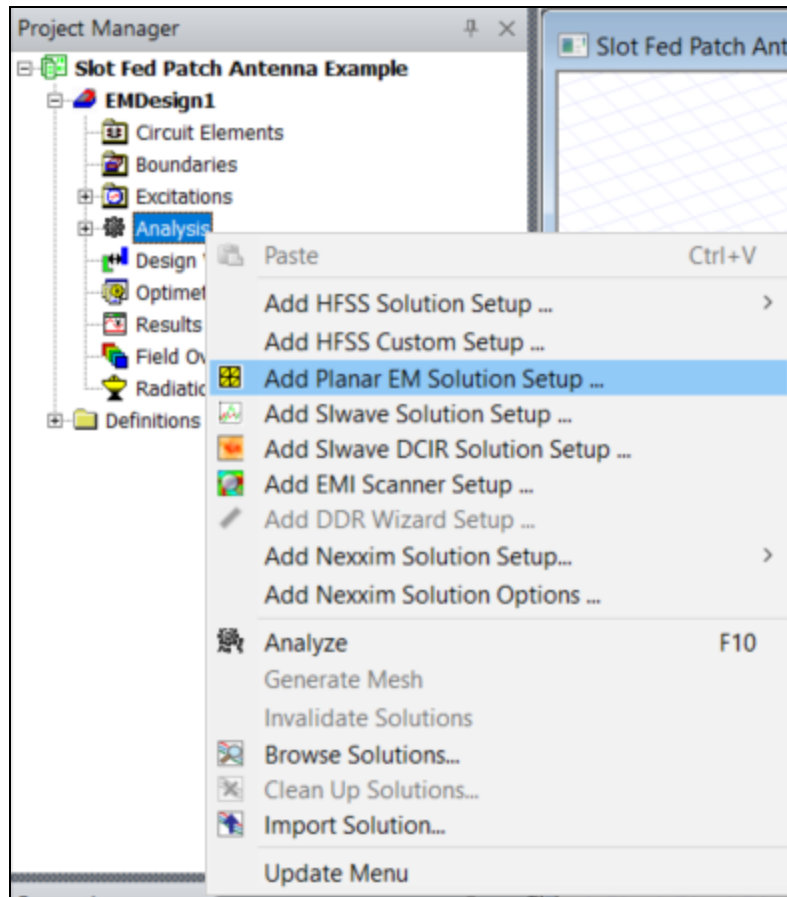 Project Manager
Slot Fed Patch Ant
Slot Fed Patch Antenna Example
EMDesign1
Circuit Elements
Boundaries
Excitations
Analysis
Design
Optimet
Results
Field Ov
Radiatic
Definitions
Paste Ctrl+V
Add HFSS Solution Setup ...
Add HFSS Custom Setup ...
Add Planar EM Solution Setup ...
Add SIwave Solution Setup ...
Add SIwave DCIR Solution Setup ...
Add EMI Scanner Setup ...
Add DDR Wizard Setup ...
Add Nexxim Solution Setup...
Add Nexxim Solution Options ...
Analyze F10
Generate Mesh
Invalidate Solutions
Browse Solutions...
Clean Up Solutions...
Import Solution...
Update Menu